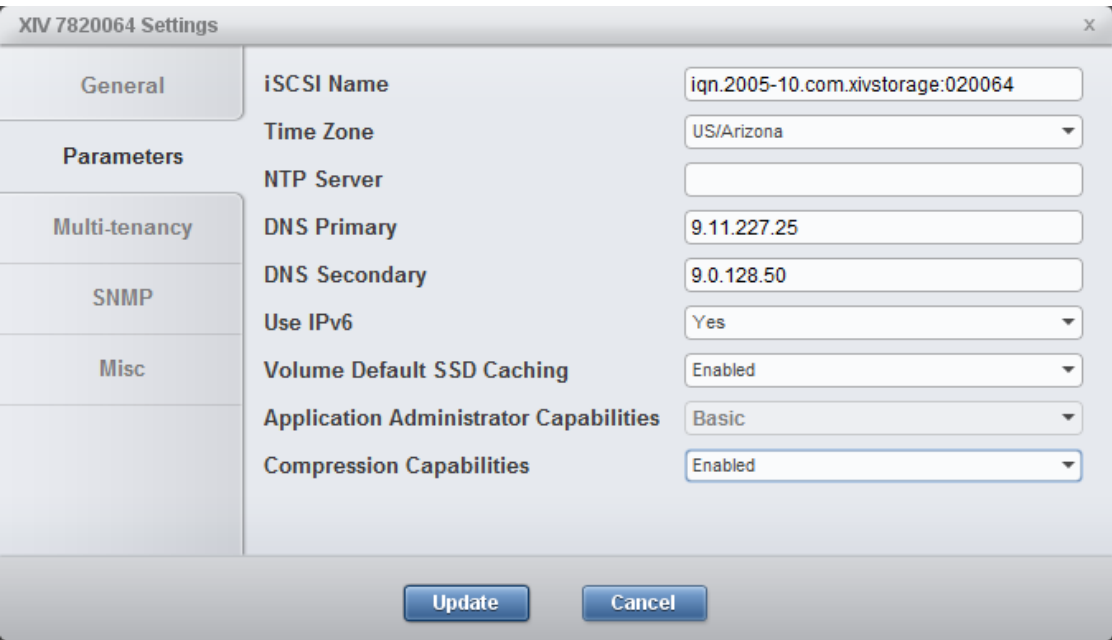 XIV 7820064 Settings x
General
Parameters
Multi-tenancy
SNMP
Misc
iSCSI Name iqn.2005-10.com.xivstorage:020064
Time Zone US/Arizona
NTP Server
DNS Primary 9.11.227.25
DNS Secondary 9.0.128.50
Use IPv6 Yes
Volume Default SSD Caching Enabled
Application Administrator Capabilities Basic
Compression Capabilities Enabled
Update Cancel